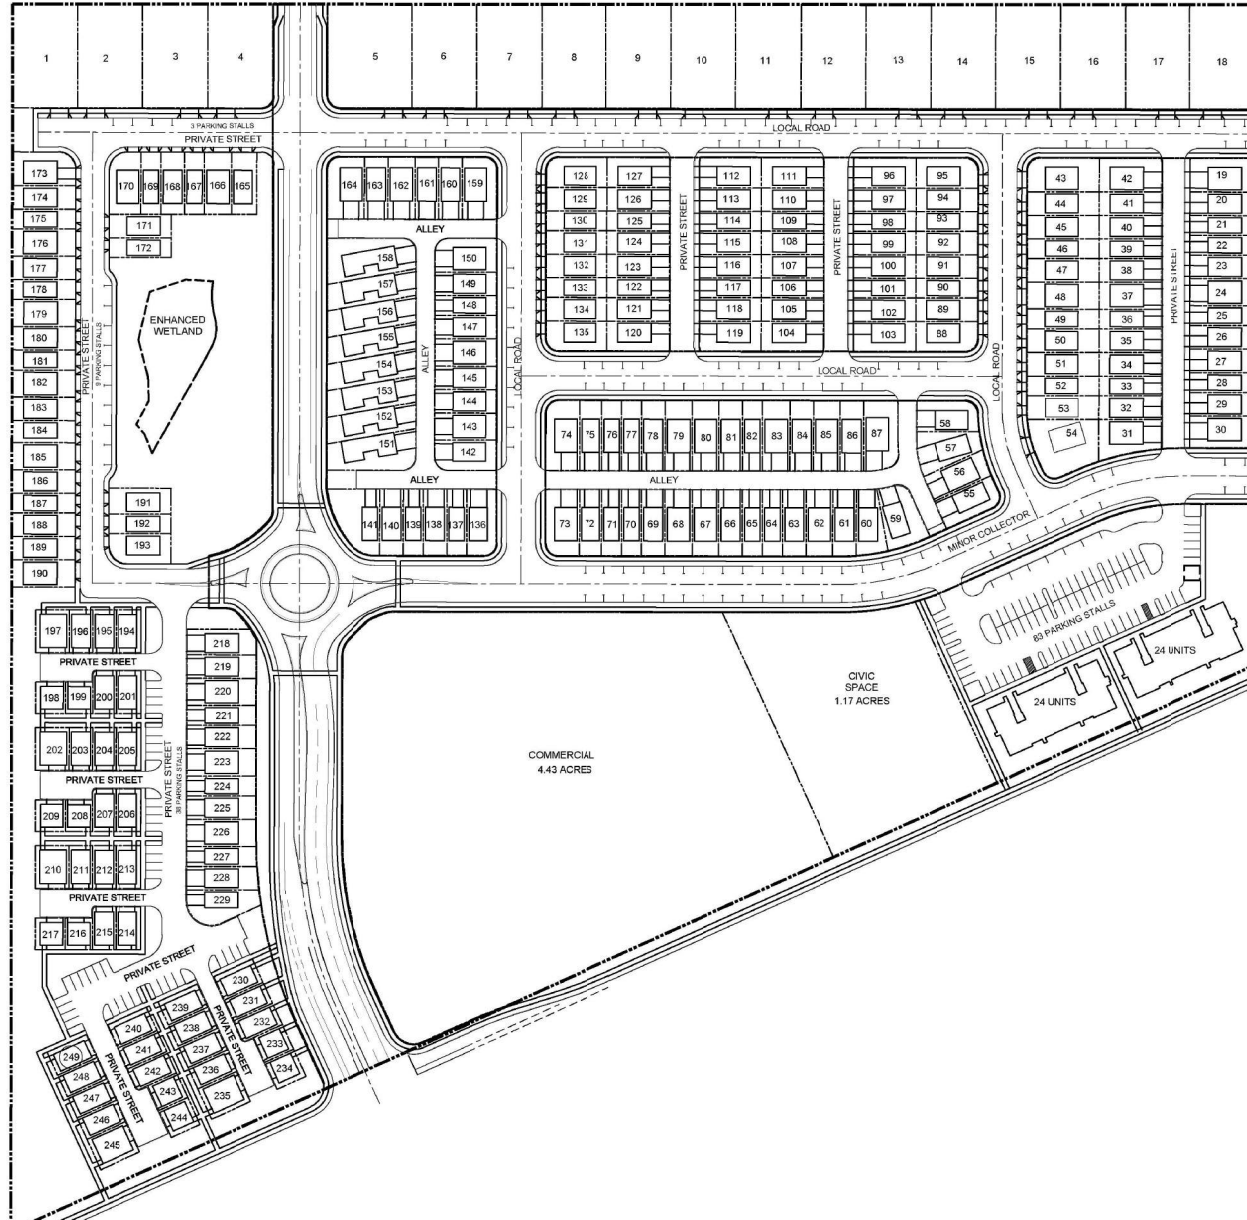 1 2 3 4 5 6 7 8 9 10 11 12 13 14 15 16 17 18
3 PARKING STALLS
PRIVATE STREET
LOCAL ROAD
173
174
175
176
177
178
179
180
181
182
183
184
185
186
187
188
189
190
170 169 168 167 166 165
171
172
ENHANCED
WETLAND
PRIVATE STREET
9 PARKING STALLS
191
192
193
164 163 162 161 160 159
ALLEY
158
157
156
155
154
153
152
151
ALLEY
150
149
148
147
146
145
144
143
142
ALLEY
141 140 139 138 137 136
LOCAL ROAD
128 127
129 126
130 125
131 124
132 123
133 122
134 121
135 120
PRIVATE STREET
112 111
113 110
114 109
115 108
116 107
117 106
118 105
119 104
PRIVATE STREET
96 95
97 94
98 93
99 92
100 91
101 90
102 89
103 88
LOCAL ROAD
LOCAL ROAD
43 42
44 41
45 40
46 39
47 38
48 37
49 36
50 35
51 34
52 33
53 32
54 31
PRIVATE STREET
19
20
21
22
23
24
25
26
27
28
29
30
74 75 76 77 78 79 80 81 82 83 84 85 86 87
ALLEY
73 72 71 70 69 68 67 66 65 64 63 62 61 60 59
58
57
56
55
MINOR COLLECTOR
83 PARKING STALLS
24 UNITS
24 UNITS
CIVIC
SPACE
1.17 ACRES
COMMERCIAL
4.43 ACRES
197 196 195 194
PRIVATE STREET
198 199 200 201
202 203 204 205
PRIVATE STREET
209 208 207 206
210 211 212 213
PRIVATE STREET
217 216 215 214
PRIVATE STREET
38 PARKING STALLS
218
219
220
221
222
223
224
225
226
227
228
229
PRIVATE STREET
230
231
232
233
234
PRIVATE STREET
239
238
237
236
235
240
241
242
243
244
PRIVATE STREET
249
248
247
246
245